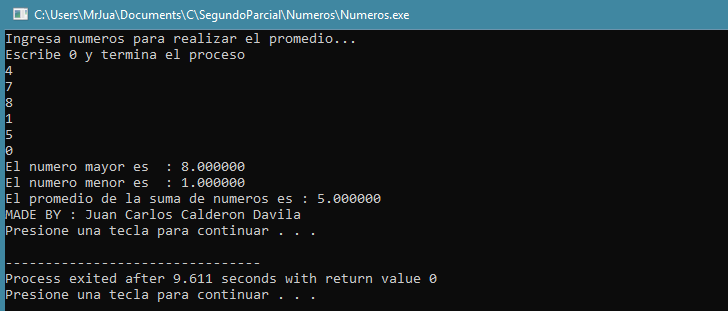 C:\Users\MrJua\Documents\C\SegundoParcial\Numeros\Numeros.exe
Ingresa numeros para realizar el promedio...
Escribe 0 y termina el proceso
4
7
8
1
5
0
El numero mayor es  : 8.000000
El numero menor es  : 1.000000
El promedio de la suma de numeros es : 5.000000
MADE BY : Juan Carlos Calderon Davila
Presione una tecla para continuar . . .
--------------------------------
Process exited after 9.611 seconds with return value 0
Presione una tecla para continuar . . .